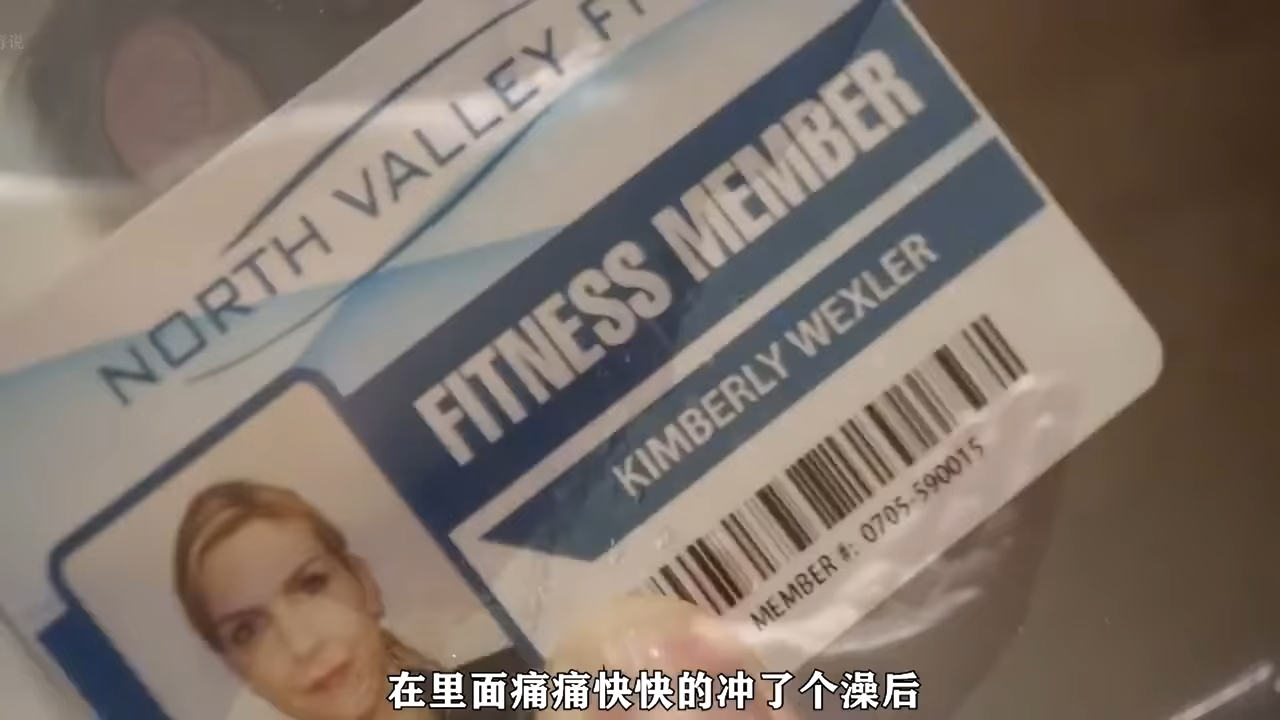 NORTH VALLEY FI
FITNESS MEMBER
KIMBERLY WEXLER
MEMBER #: 0705-590015
在里面痛痛快快的冲了个澡后